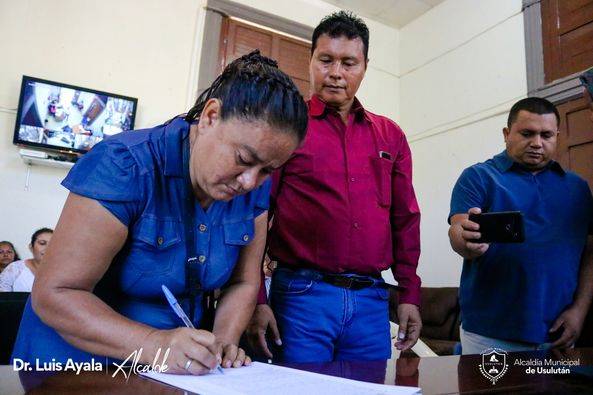 Dr. Luis Ayala Alcalde
Alcaldía Municipal
de Usulután